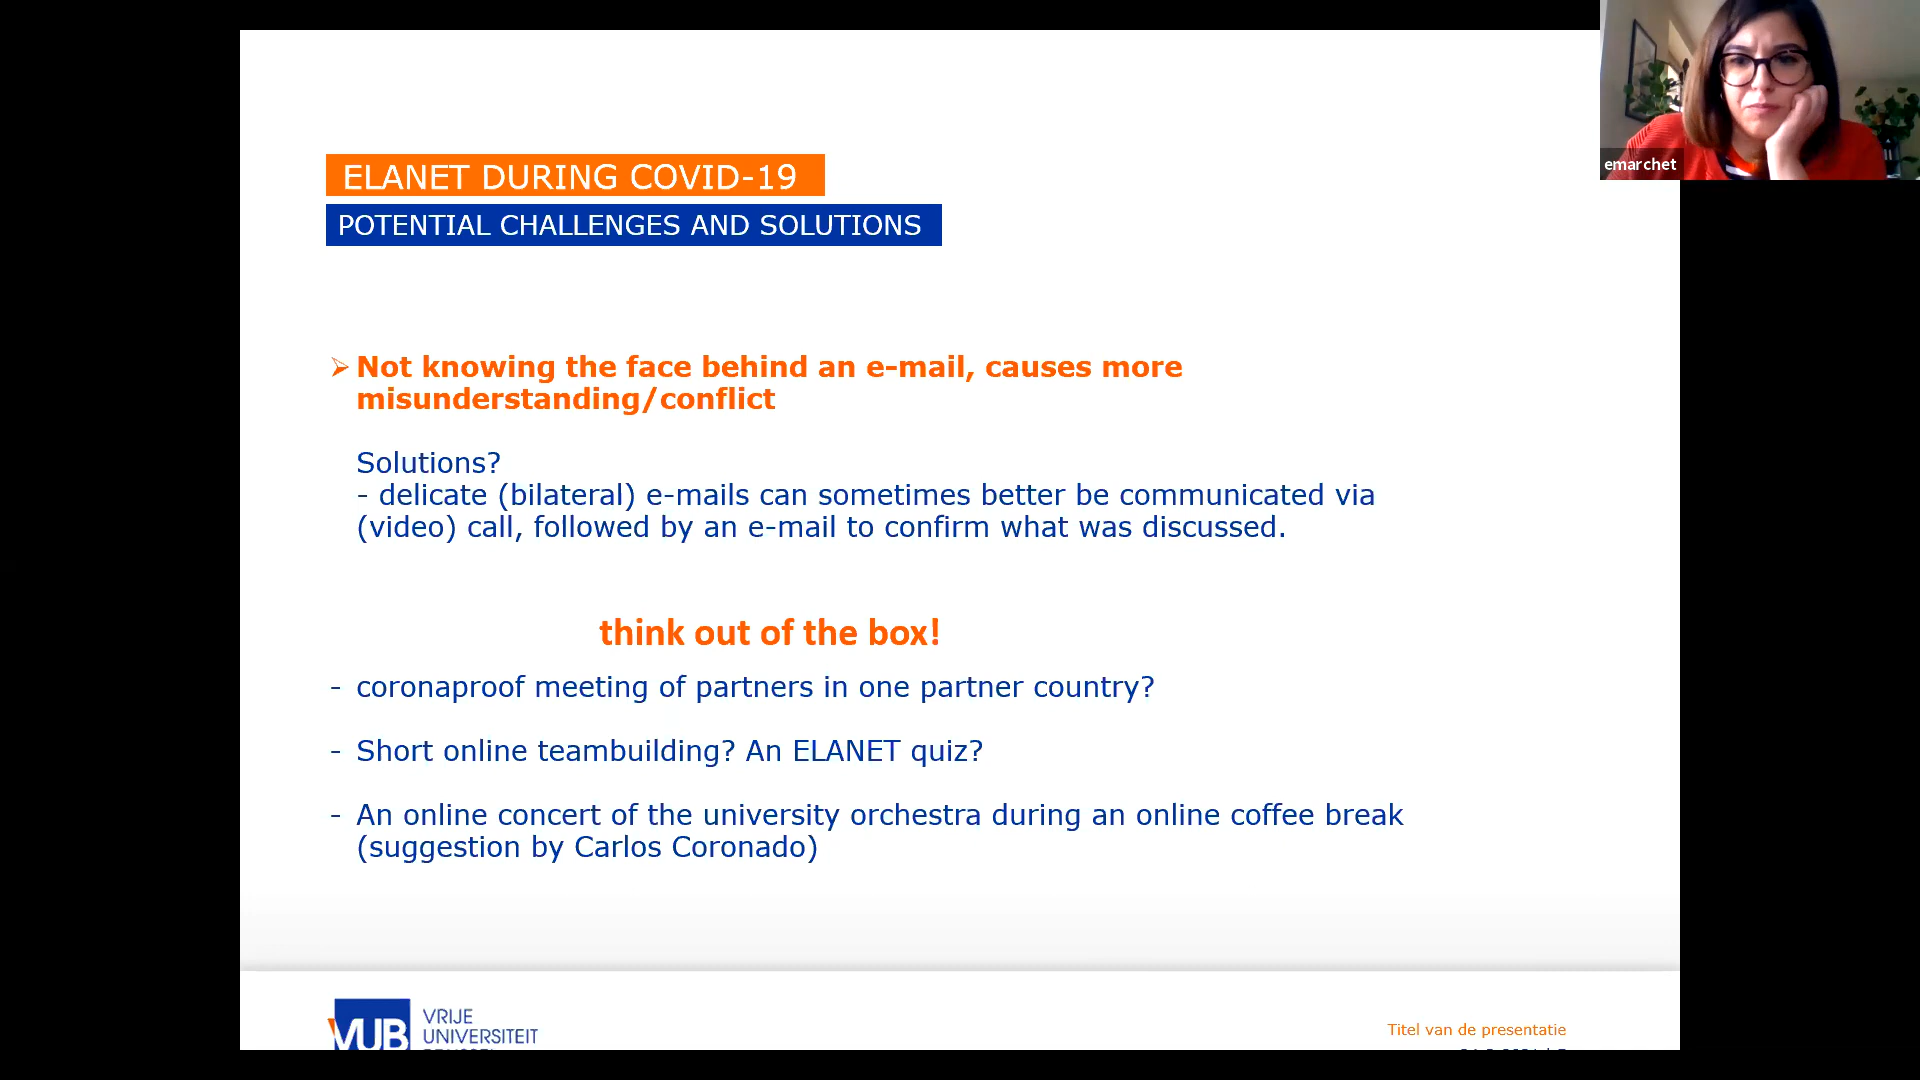 emarchet
ELANET DURING COVID-19
POTENTIAL CHALLENGES AND SOLUTIONS
➢ Not knowing the face behind an e-mail, causes more
misunderstanding/conflict
Solutions?
- delicate (bilateral) e-mails can sometimes better be communicated via
(video) call, followed by an e-mail to confirm what was discussed.
think out of the box!
- coronaproof meeting of partners in one partner country?
- Short online teambuilding? An ELANET quiz?
- An online concert of the university orchestra during an online coffee break
(suggestion by Carlos Coronado)
VUB
VRIJE
UNIVERSITEIT
Titel van de presentatie